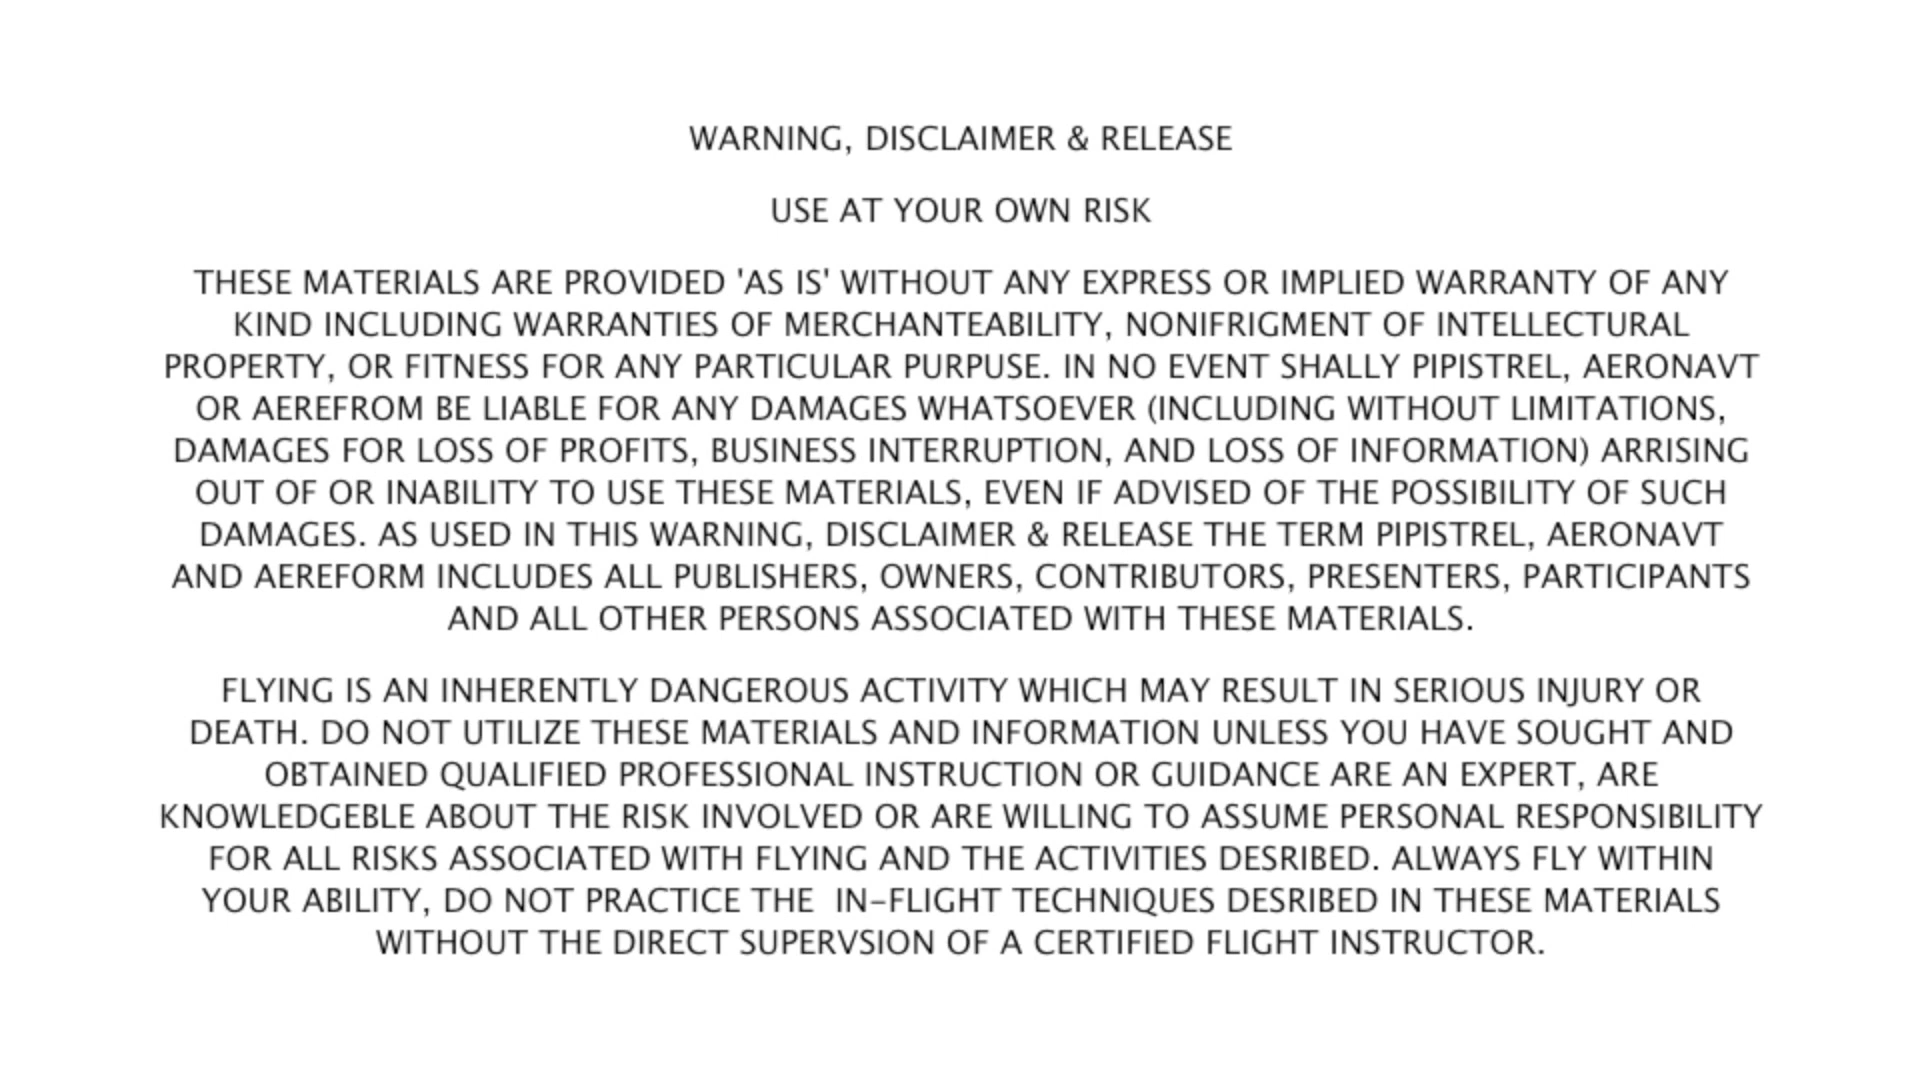 WARNING, DISCLAIMER & RELEASE
USE AT YOUR OWN RISK
THESE MATERIALS ARE PROVIDED 'AS IS' WITHOUT ANY EXPRESS OR IMPLIED WARRANTY OF ANY
KIND INCLUDING WARRANTIES OF MERCHANTEABILITY, NONIFRIGMENT OF INTELLECTURAL
PROPERTY, OR FITNESS FOR ANY PARTICULAR PURPUSE. IN NO EVENT SHALLY PIPISTREL, AERONAVT
OR AEREFROM BE LIABLE FOR ANY DAMAGES WHATSOEVER (INCLUDING WITHOUT LIMITATIONS,
DAMAGES FOR LOSS OF PROFITS, BUSINESS INTERRUPTION, AND LOSS OF INFORMATION) ARRISING
OUT OF OR INABILITY TO USE THESE MATERIALS, EVEN IF ADVISED OF THE POSSIBILITY OF SUCH
DAMAGES. AS USED IN THIS WARNING, DISCLAIMER & RELEASE THE TERM PIPISTREL, AERONAVT
AND AEREFORM INCLUDES ALL PUBLISHERS, OWNERS, CONTRIBUTORS, PRESENTERS, PARTICIPANTS
AND ALL OTHER PERSONS ASSOCIATED WITH THESE MATERIALS.
FLYING IS AN INHERENTLY DANGEROUS ACTIVITY WHICH MAY RESULT IN SERIOUS INJURY OR
DEATH. DO NOT UTILIZE THESE MATERIALS AND INFORMATION UNLESS YOU HAVE SOUGHT AND
OBTAINED QUALIFIED PROFESSIONAL INSTRUCTION OR GUIDANCE ARE AN EXPERT, ARE
KNOWLEDGEBLE ABOUT THE RISK INVOLVED OR ARE WILLING TO ASSUME PERSONAL RESPONSIBILITY
FOR ALL RISKS ASSOCIATED WITH FLYING AND THE ACTIVITIES DESRIBED. ALWAYS FLY WITHIN
YOUR ABILITY, DO NOT PRACTICE THE  IN-FLIGHT TECHNIQUES DESRIBED IN THESE MATERIALS
WITHOUT THE DIRECT SUPERVSION OF A CERTIFIED FLIGHT INSTRUCTOR.